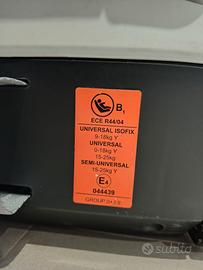 B1
ECE R44/04
UNIVERSAL ISOFIX
9-18kg Y
UNIVERSAL
0-18kg Y
15-25kg
SEMI-UNIVERSAL
15-25kg Y
E4
044439
GROUP 0+ I II
subito